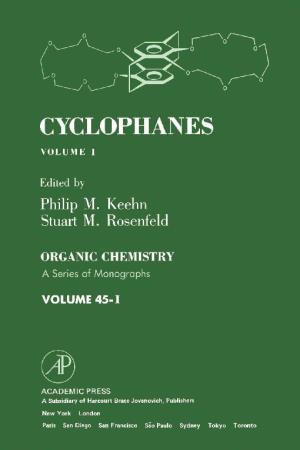 CYCLOPHANES
VOLUME I
Edited by
Philip M. Keehn
Stuart M. Rosenfeld
ORGANIC CHEMISTRY
A Series of Monographs
VOLUME 45-I
AP
ACADEMIC PRESS
A Subsidiary of Harcourt Brace Jovanovich, Publishers
New York London
Paris San Diego San Francisco São Paulo Sydney Tokyo Toronto